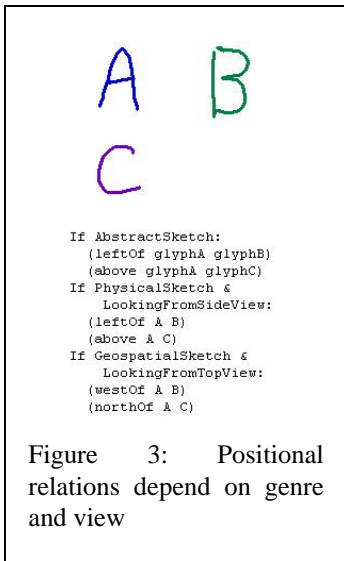 A B
C
If AbstractSketch:
(leftOf glyphA glyphB)
(above glyphA glyphC)
If PhysicalSketch &
LookingFromSideView:
(leftOf A B)
(above A C)
If GeospatialSketch &
LookingFromTopView:
(westOf A B)
(northOf A C)
Figure 3: Positional
relations depend on genre
and view